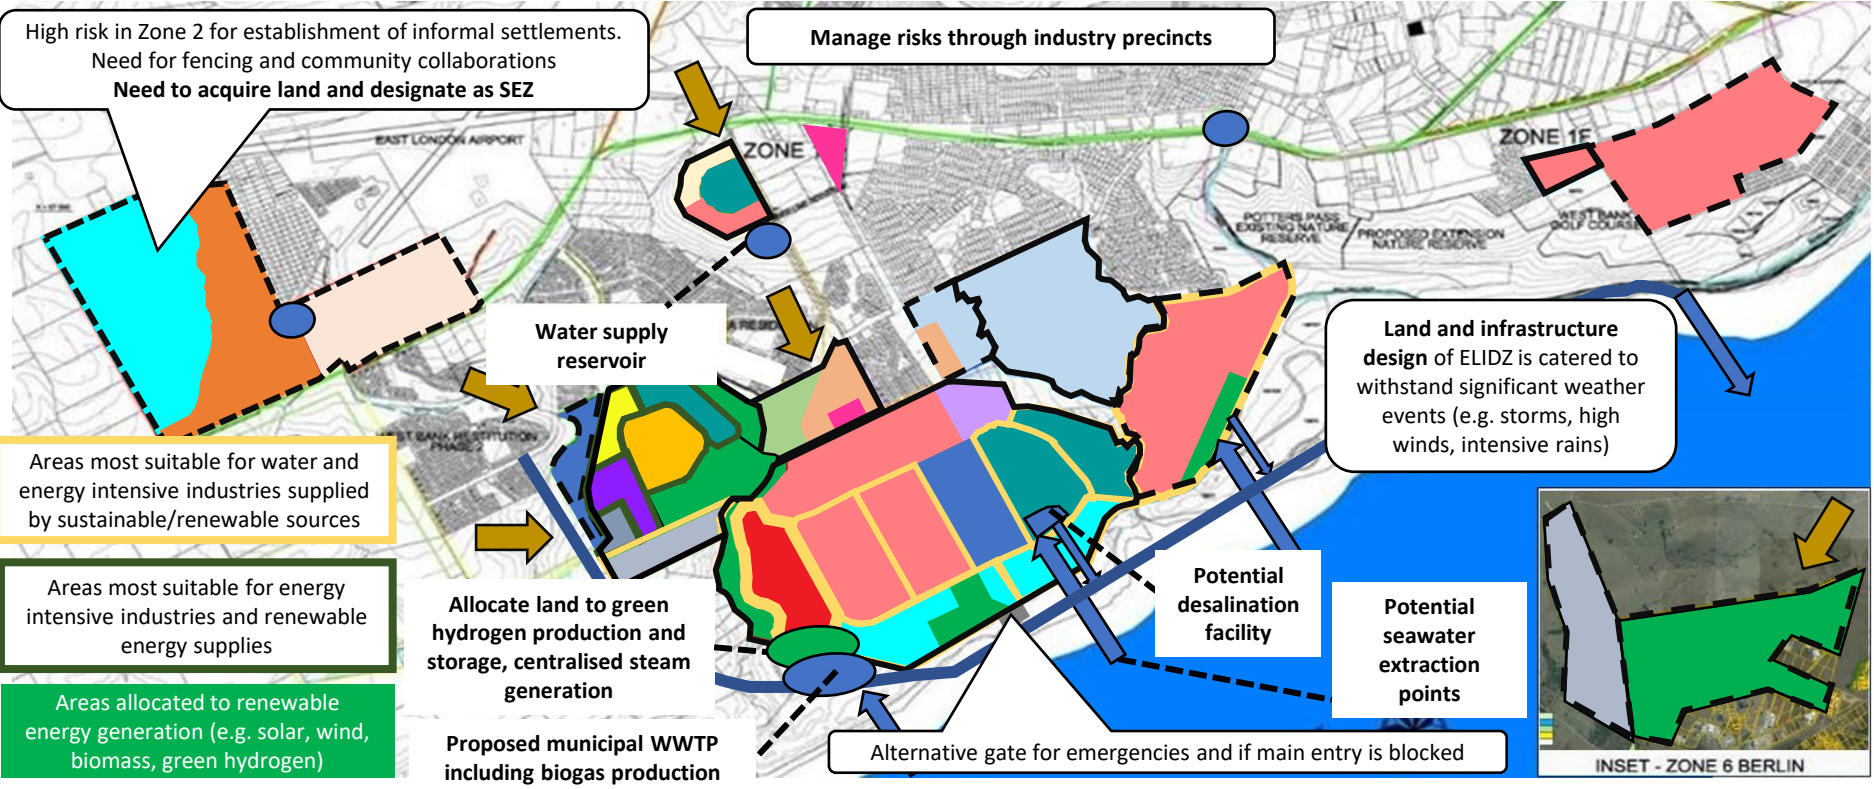 High risk in Zone 2 for establishment of informal settlements.
Need for fencing and community collaborations
Need to acquire land and designate as SEZ
Manage risks through industry precincts
EAST LONDON AIRPORT
ZONE
ZONE 1F
POTTERS PASS
EXISTING NATURE
RESERVE
PROPOSED EXTENSION
NATURE RESERVE
WEST BANK
GOLF COURSE
Water supply
reservoir
Land and infrastructure
design of ELIDZ is catered to
withstand significant weather
events (e.g. storms, high
winds, intensive rains)
WEST BANK RESTITUTION
PHASE 2
Areas most suitable for water and
energy intensive industries supplied
by sustainable/renewable sources
Areas most suitable for energy
intensive industries and renewable
energy supplies
Areas allocated to renewable
energy generation (e.g. solar, wind,
biomass, green hydrogen)
Allocate land to green
hydrogen production and
storage, centralised steam
generation
Potential
desalination
facility
Potential
seawater
extraction
points
Proposed municipal WWTP
including biogas production
Alternative gate for emergencies and if main entry is blocked
INSET - ZONE 6 BERLIN